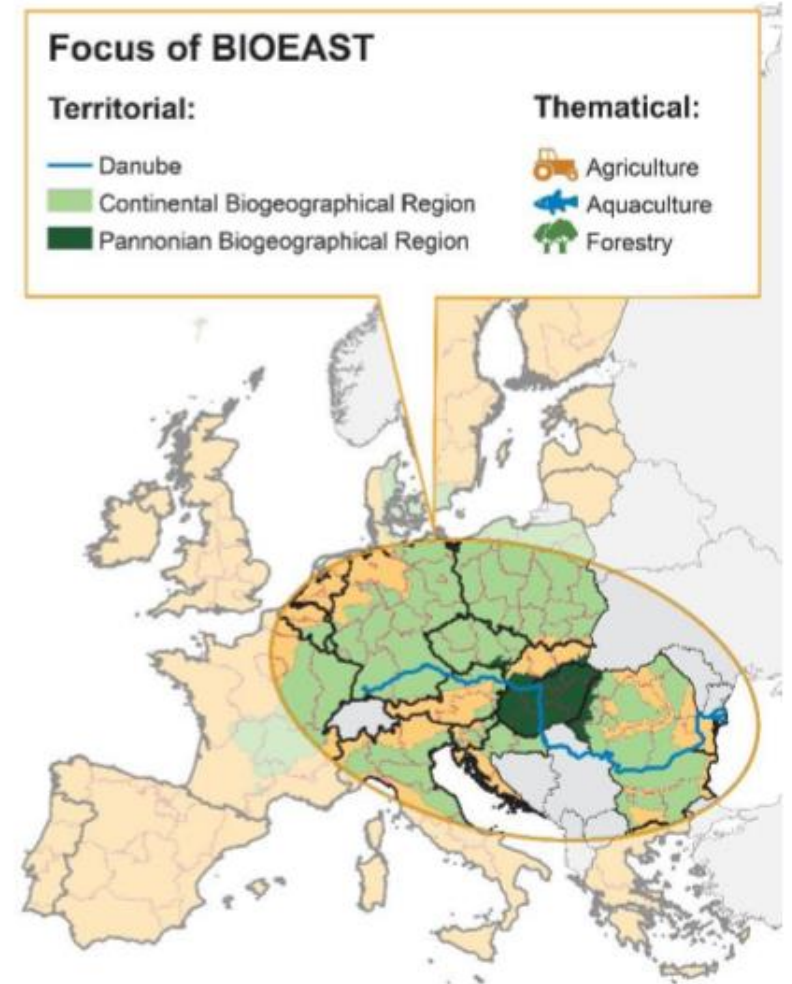 Focus of BIOEAST
Territorial:
Danube
Continental Biogeographical Region
Pannonian Biogeographical Region
Thematical:
Agriculture
Aquaculture
Forestry